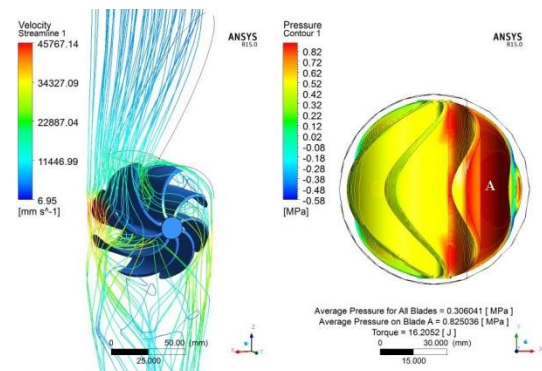 Velocity
Streamline 1
45767.14
34327.09
22887.04
11446.99
6.95
[mm s^-1]
ANSYS
R15.0
0 50.00 (mm)
25.000
Pressure
Contour 1
0.82
0.72
0.62
0.52
0.42
0.32
0.22
0.12
0.02
-0.08
-0.18
-0.28
-0.38
-0.48
-0.58
[MPa]
ANSYS
R15.0
A
Average Pressure for All Blades = 0.306041 [ MPa ]
Average Pressure on Blade A = 0.825036 [ MPa ]
Torque = 16.2052 [ J ]
0 30.000 (mm)
15.000